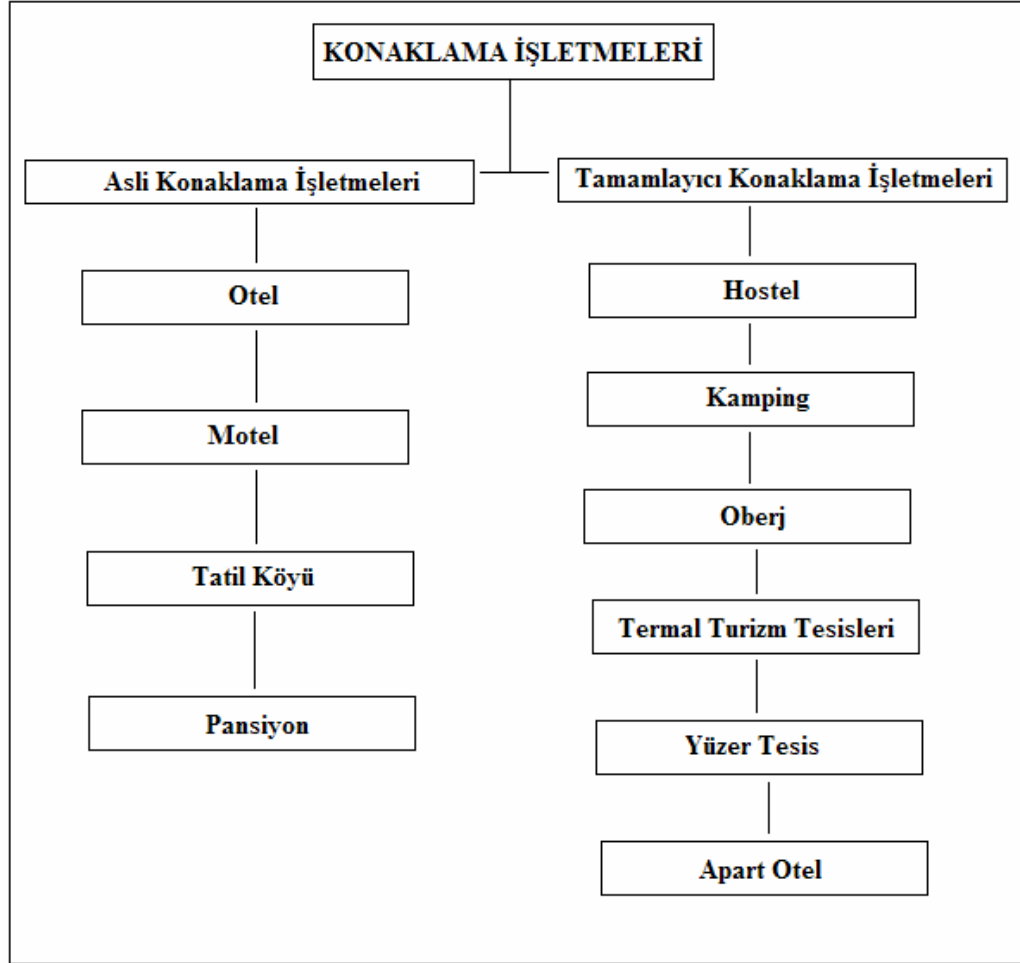 KONAKLAMA İŞLETMELERİ
Asli Konaklama İşletmeleri
Otel
Motel
Tatil Köyü
Pansiyon
Tamamlayıcı Konaklama İşletmeleri
Hostel
Kamping
Oberj
Termal Turizm Tesisleri
Yüzer Tesis
Apart Otel